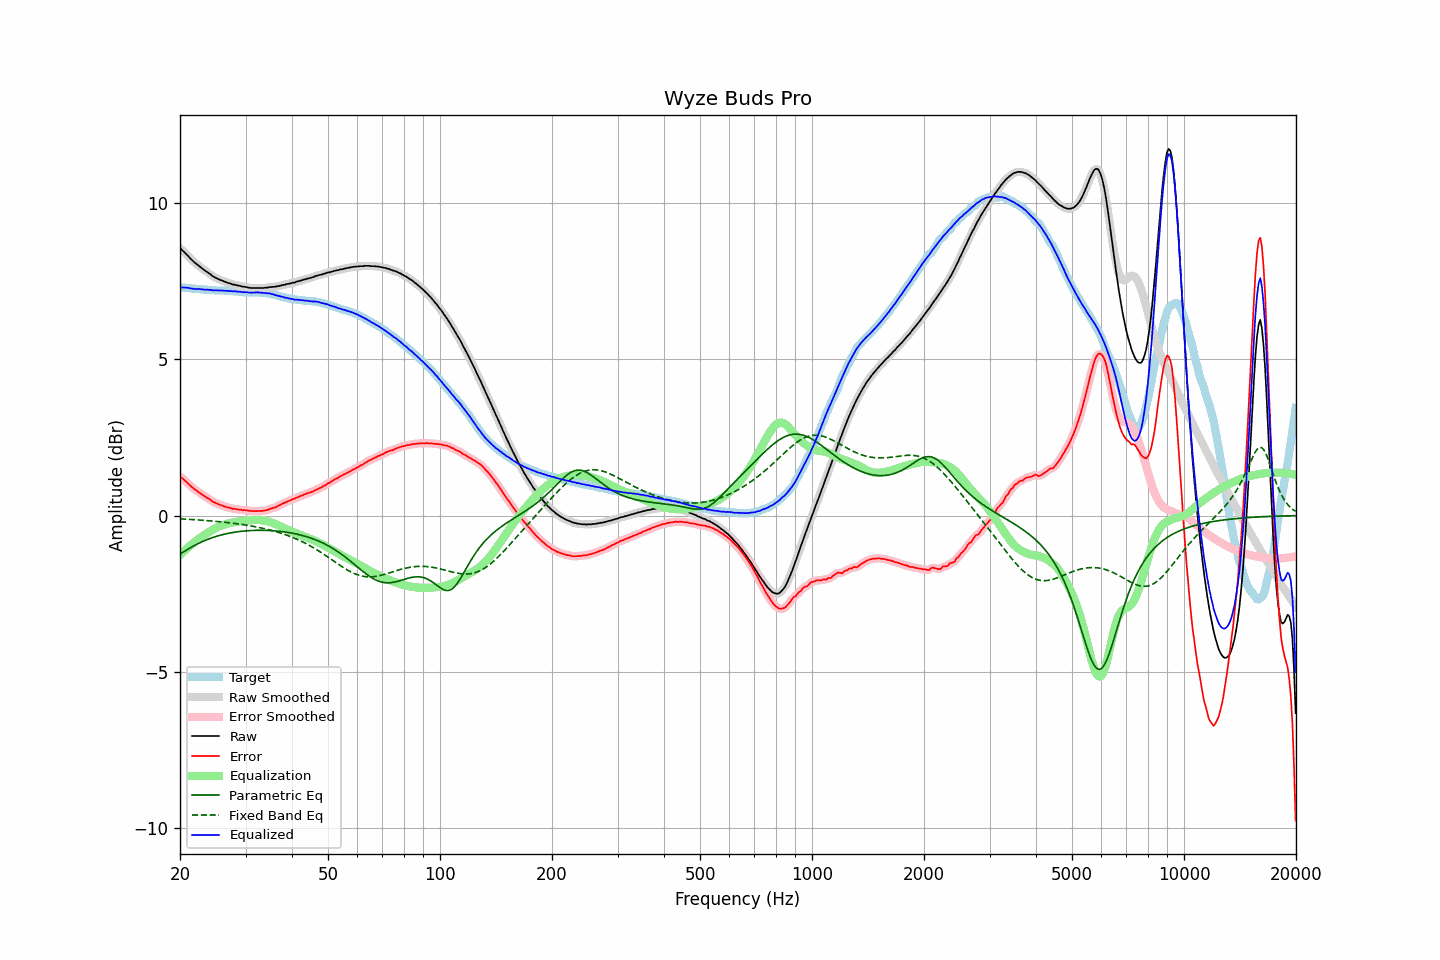 Wyze Buds Pro
Amplitude (dBr)
10
5
0
−5
−10
Target
Raw Smoothed
Error Smoothed
Raw
Error
Equalization
Parametric Eq
Fixed Band Eq
Equalized
20 50 100 200 500 1000 2000 5000 10000 20000
Frequency (Hz)